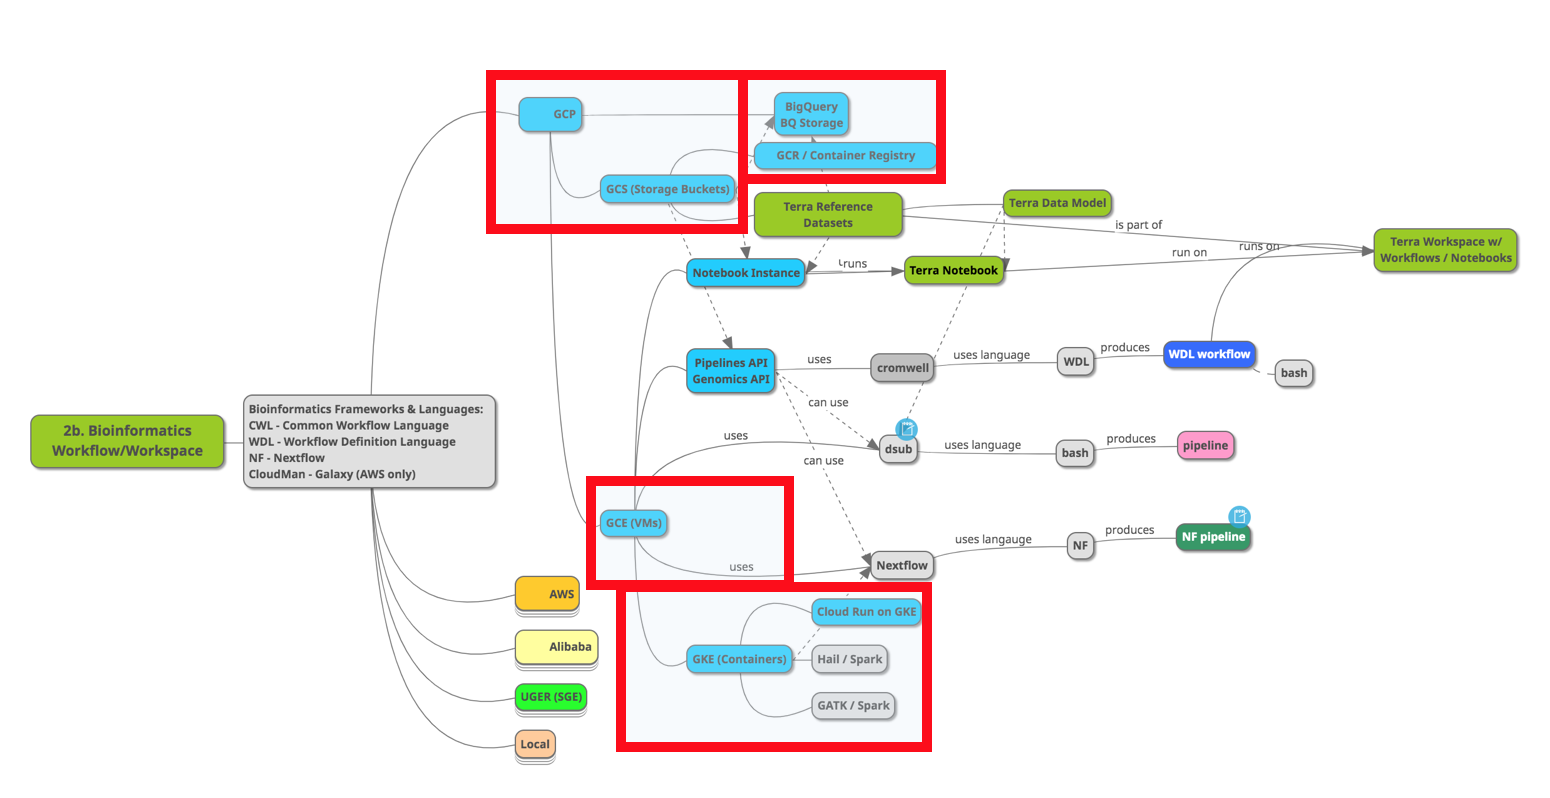 2b. Bioinformatics
Workflow/Workspace
Bioinformatics Frameworks & Languages:
CWL - Common Workflow Language
WDL - Workflow Definition Language
NF - Nextflow
CloudMan - Galaxy (AWS only)
GCP
BigQuery
BQ Storage
GCR / Container Registry
GCS (Storage Buckets)
Terra Reference
Datasets
Terra Data Model
is part of
Terra Workspace w/
Workflows / Notebooks
runs on
run on
Notebook Instance
runs
Terra Notebook
Pipelines API
Genomics API
uses
cromwell
uses language
WDL
produces
WDL workflow
bash
can use
uses
dsub
uses language
bash
produces
pipeline
can use
GCE (VMs)
uses
Nextflow
uses langauge
NF
produces
NF pipeline
AWS
Alibaba
UGER (SGE)
Local
Cloud Run on GKE
GKE (Containers)
Hail / Spark
GATK / Spark